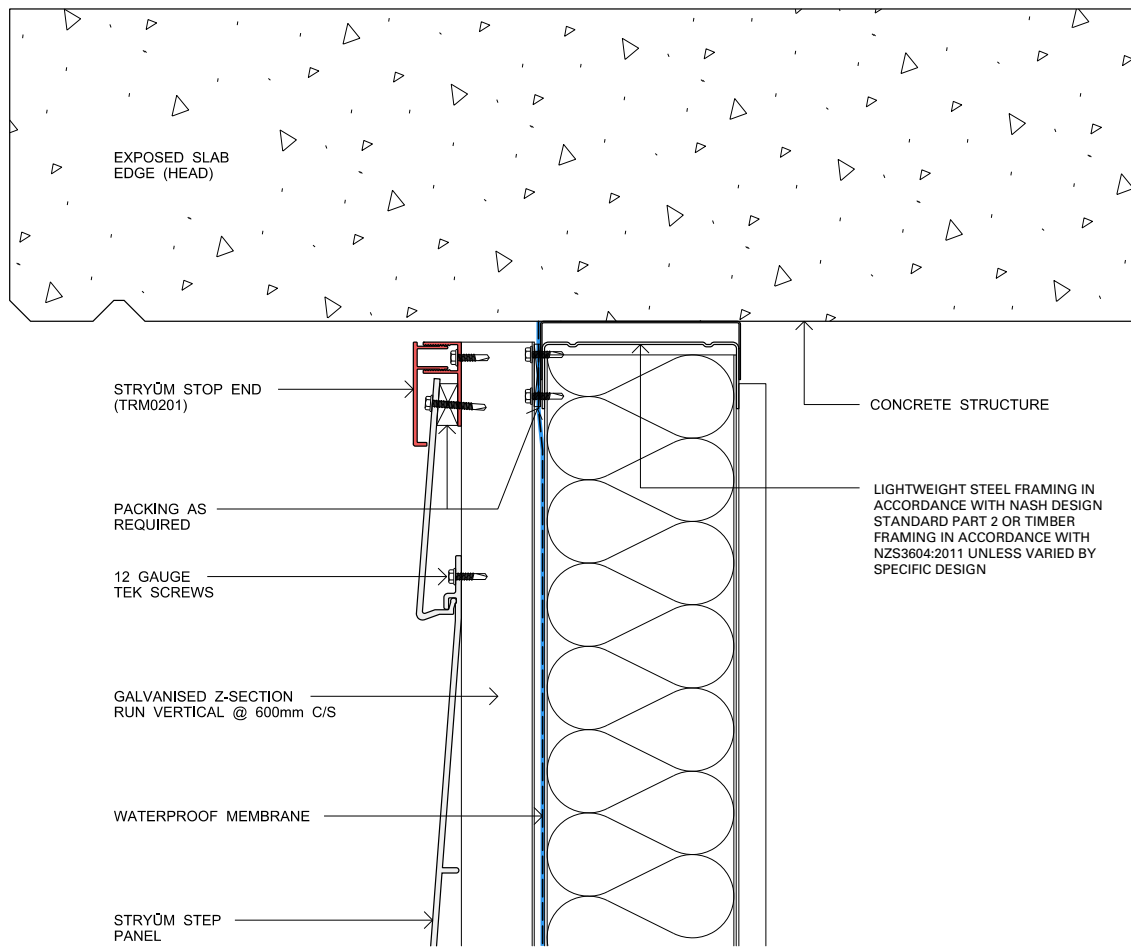 EXPOSED SLAB
EDGE (HEAD)
STRYŪM STOP END
(TRM0201)
CONCRETE STRUCTURE
PACKING AS
REQUIRED
LIGHTWEIGHT STEEL FRAMING IN
ACCORDANCE WITH NASH DESIGN
STANDARD PART 2 OR TIMBER
FRAMING IN ACCORDANCE WITH
NZS3604:2011 UNLESS VARIED BY
SPECIFIC DESIGN
12 GAUGE
TEK SCREWS
GALVANISED Z-SECTION
RUN VERTICAL @ 600mm C/S
WATERPROOF MEMBRANE
STRYŪM STEP
PANEL